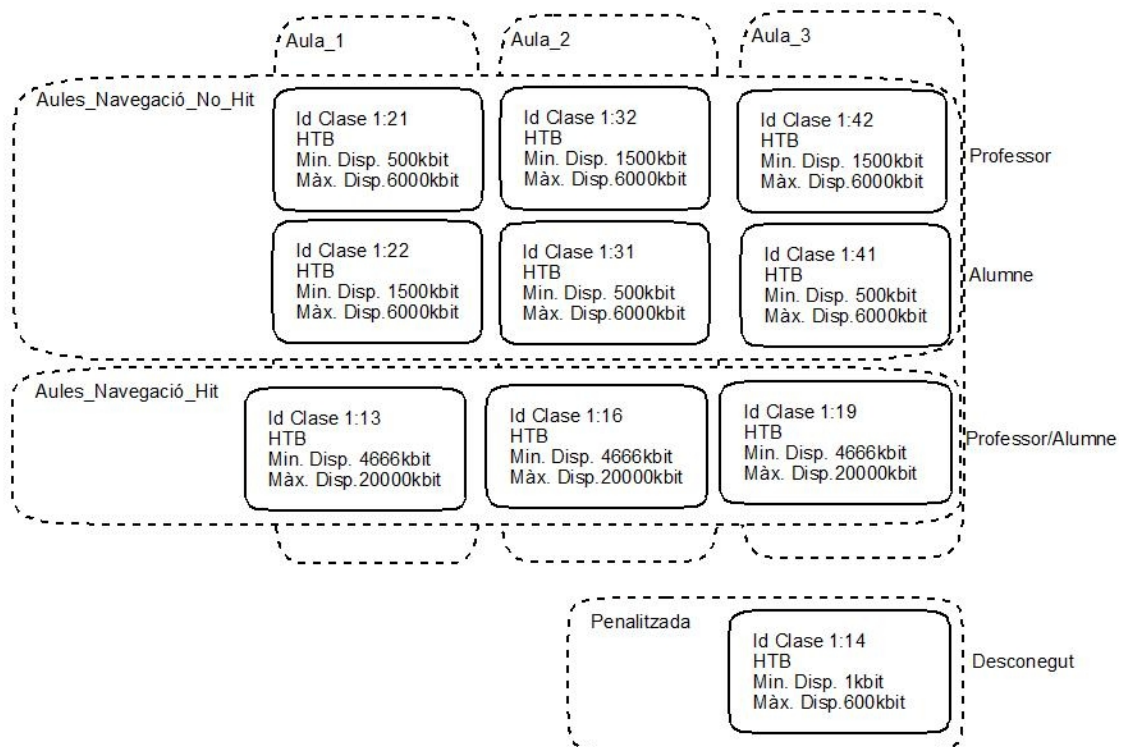 Aula_1
Aula_2
Aula_3
Aules_Navegació_No_Hit
Id Clase 1:21
HTB
Min. Disp. 500kbit
Màx. Disp.6000kbit
Id Clase 1:32
HTB
Min. Disp. 1500kbit
Màx. Disp.6000kbit
Id Clase 1:42
HTB
Min. Disp. 1500kbit
Màx. Disp.6000kbit
Professor
Id Clase 1:22
HTB
Min. Disp. 1500kbit
Màx. Disp.6000kbit
Id Clase 1:31
HTB
Min. Disp. 500kbit
Màx. Disp.6000kbit
Id Clase 1:41
HTB
Min. Disp. 500kbit
Màx. Disp.6000kbit
Alumne
Aules_Navegació_Hit
Id Clase 1:13
HTB
Min. Disp. 4666kbit
Màx. Disp.20000kbit
Id Clase 1:16
HTB
Min. Disp. 4666kbit
Màx. Disp.20000kbit
Id Clase 1:19
HTB
Min. Disp. 4666kbit
Màx. Disp.20000kbit
Professor/Alumne
Penalitzada
Id Clase 1:14
HTB
Min. Disp. 1kbit
Màx. Disp.600kbit
Desconegut